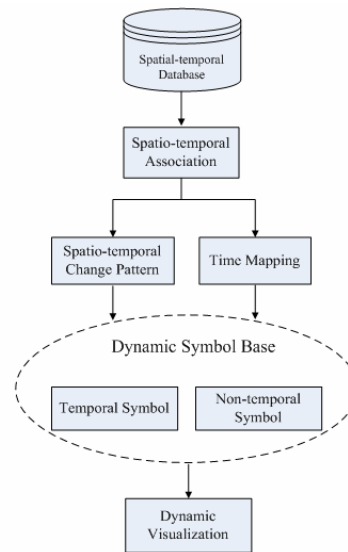 Spatial-temporal
Database
Spatio-temporal
Association
Spatio-temporal
Change Pattern
Time Mapping
Dynamic Symbol Base
Temporal Symbol
Non-temporal
Symbol
Dynamic
Visualization